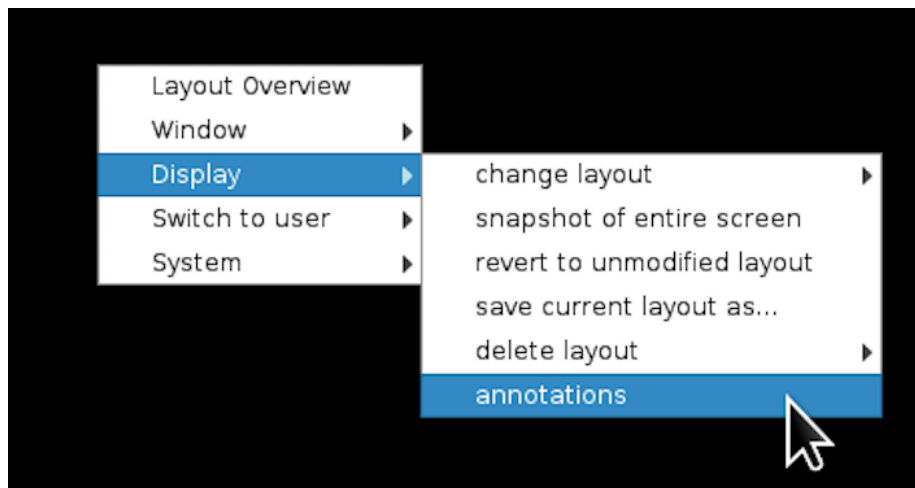 Layout Overview
Window
Display
Switch to user
System
change layout
snapshot of entire screen
revert to unmodified layout
save current layout as...
delete layout
annotations